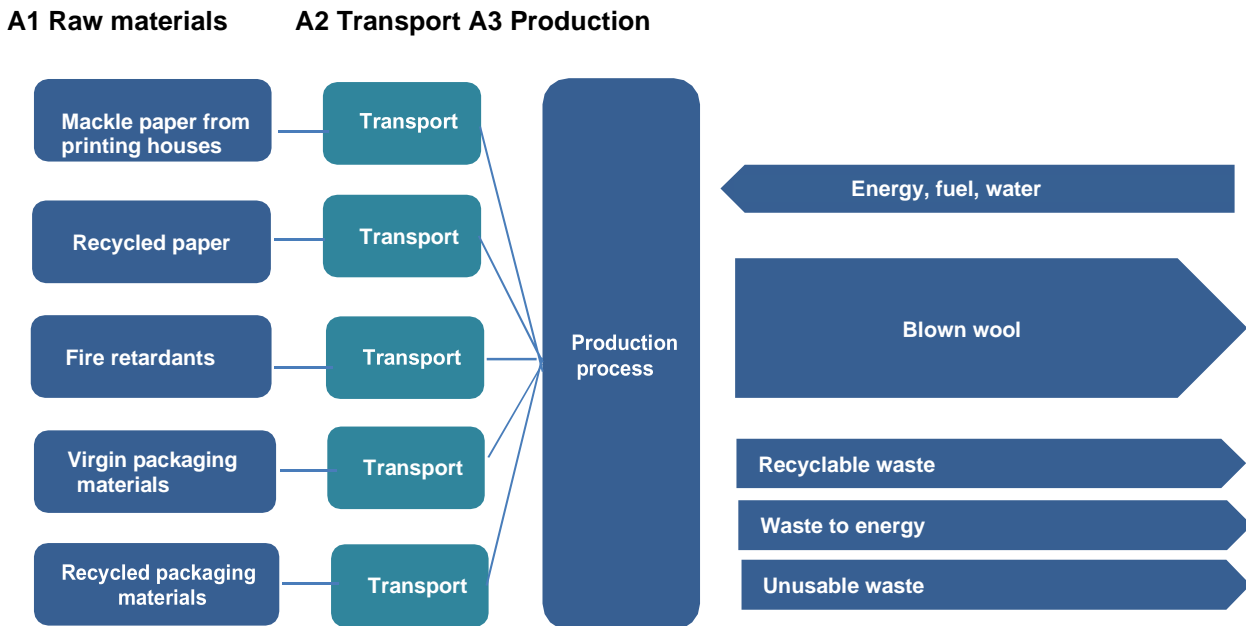 A1 Raw materials A2 Transport A3 Production
Mackle paper from
printing houses
Transport
Energy, fuel, water
Recycled paper
Transport
Fire retardants
Transport
Production
process
Blown wool
Virgin packaging
materials
Transport
Recyclable waste
Waste to energy
Recycled packaging
materials
Transport
Unusable waste